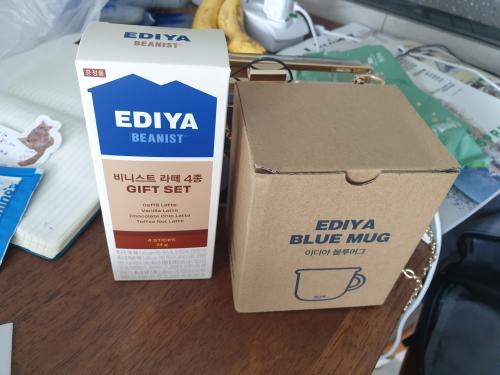 EDIYA
BEANIST
증정품
EDIYA
BEANIST
비니스트 라떼 4종
GIFT SET
Caffè Latte
Vanilla Latte
Chocolate Chip Latte
Toffee Nut Latte
4 STICKS
EDIYA
BLUE MUG
이디야 블루머그